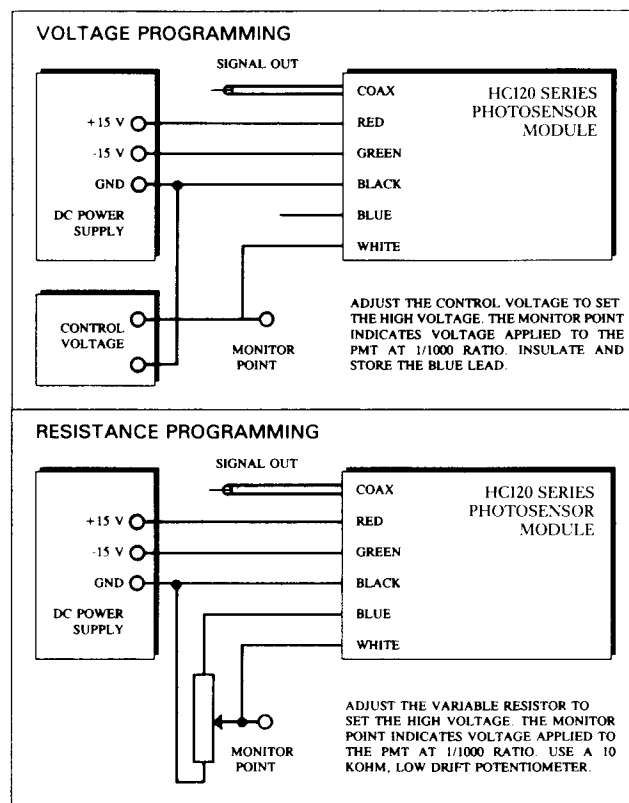 VOLTAGE PROGRAMMING
SIGNAL OUT
COAX
HC120 SERIES
PHOTOSENSOR
MODULE
+15 V
RED
-15 V
GREEN
GND
BLACK
DC POWER
SUPPLY
BLUE
WHITE
CONTROL
VOLTAGE
MONITOR
POINT
ADJUST THE CONTROL VOLTAGE TO SET
THE HIGH VOLTAGE. THE MONITOR POINT
INDICATES VOLTAGE APPLIED TO THE
PMT AT 1/1000 RATIO. INSULATE AND
STORE THE BLUE LEAD.
RESISTANCE PROGRAMMING
SIGNAL OUT
COAX
HC120 SERIES
PHOTOSENSOR
MODULE
+15 V
RED
-15 V
GREEN
GND
BLACK
DC POWER
SUPPLY
BLUE
WHITE
MONITOR
POINT
ADJUST THE VARIABLE RESISTOR TO
SET THE HIGH VOLTAGE. THE MONITOR
POINT INDICATES VOLTAGE APPLIED TO
THE PMT AT 1/1000 RATIO. USE A 10
KOHM, LOW DRIFT POTENTIOMETER.